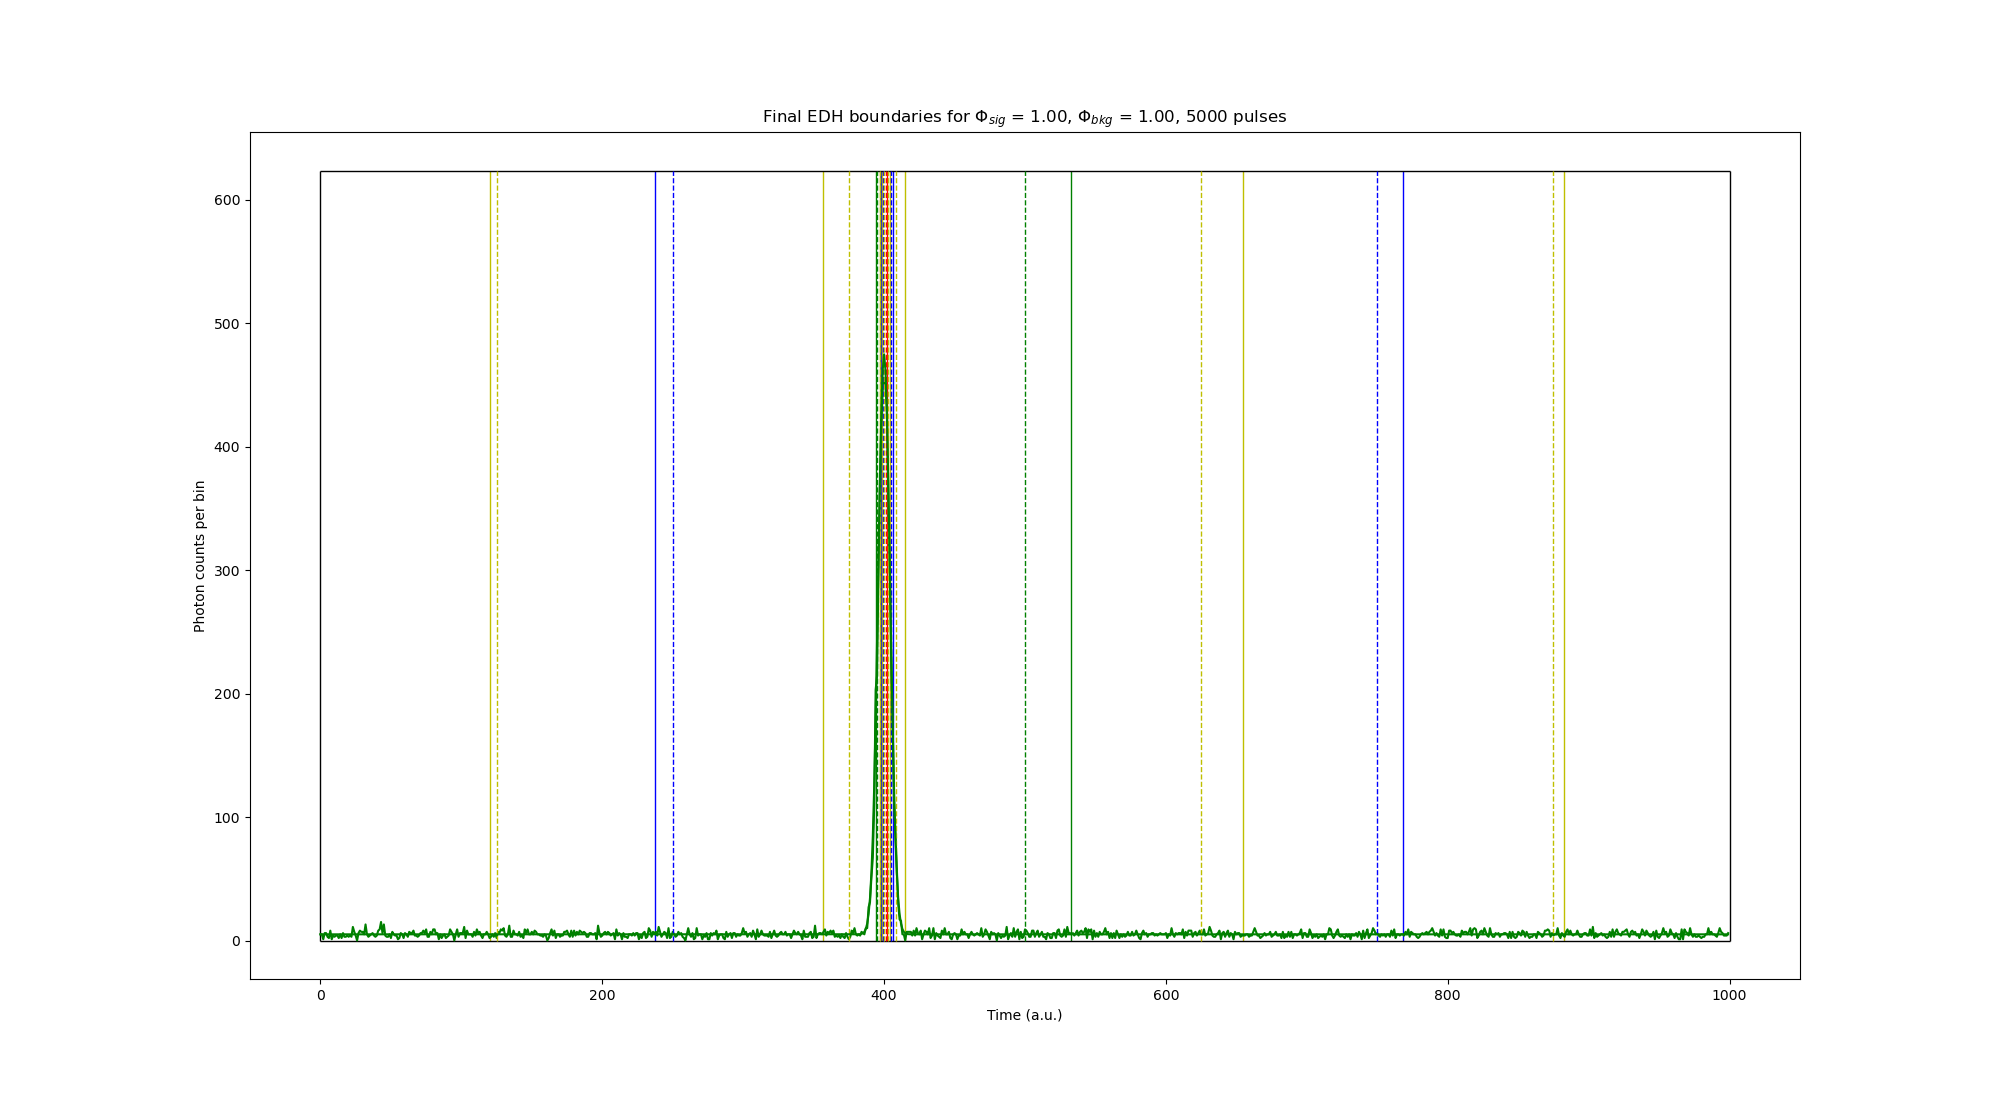 Final EDH boundaries for Φsig = 1.00, Φbkg = 1.00, 5000 pulses
600
500
400
300
200
100
0
Photon counts per bin
0 200 400 600 800 1000
Time (a.u.)